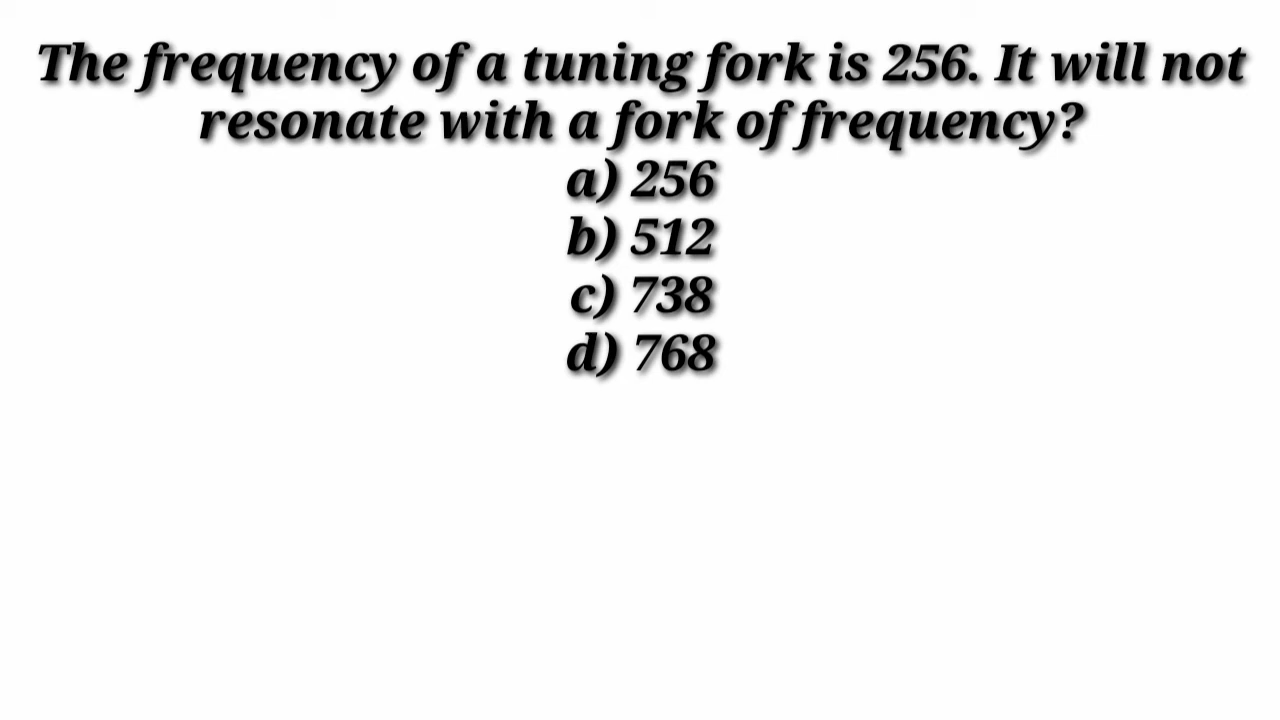 The frequency of a tuning fork is 256. It will not
resonate with a fork of frequency?
a) 256
b) 512
c) 738
d) 768